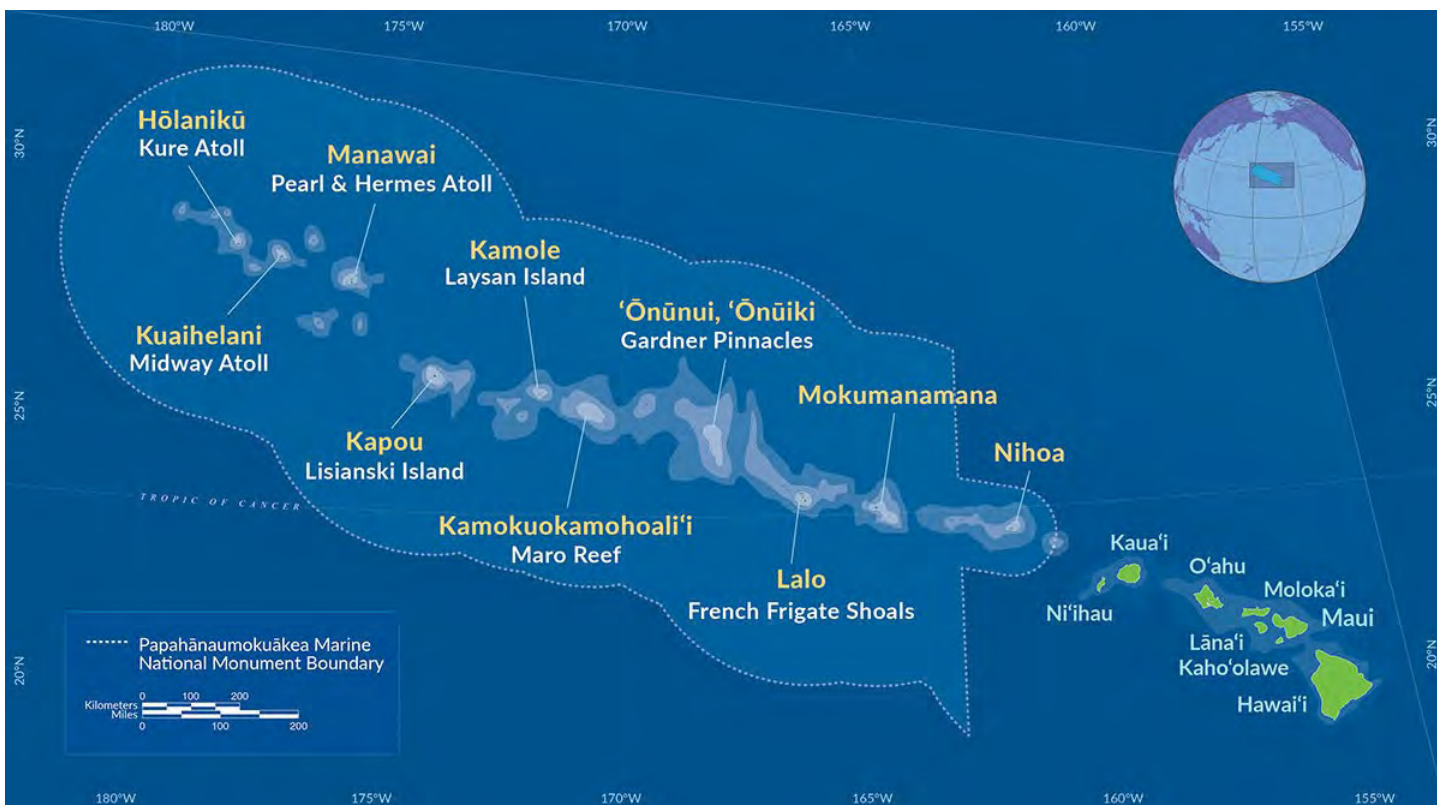 180°W
175°W
170°W
165°W
160°W
155°W
30°N
30°N
Hōlanikū
Kure Atoll
Manawai
Pearl & Hermes Atoll
Kamole
Laysan Island
ʻŌnūnui, ʻŌnūiki
Gardner Pinnacles
Kuaihelani
Midway Atoll
25°N
25°N
Mokumanamana
Kapou
Lisianski Island
Nihoa
TROPIC OF CANCER
Kamokuokamohoaliʻi
Maro Reef
Lalo
French Frigate Shoals
Kauaʻi
Oʻahu
Molokaʻi
Niʻihau
Maui
Lānaʻi
Kahoʻolawe
Hawaiʻi
20°N
20°N
Papahānaumokuākea Marine
National Monument Boundary
0 100 200
Kilometers
Miles
0 100 200
180°W
175°W
170°W
165°W
160°W
155°W